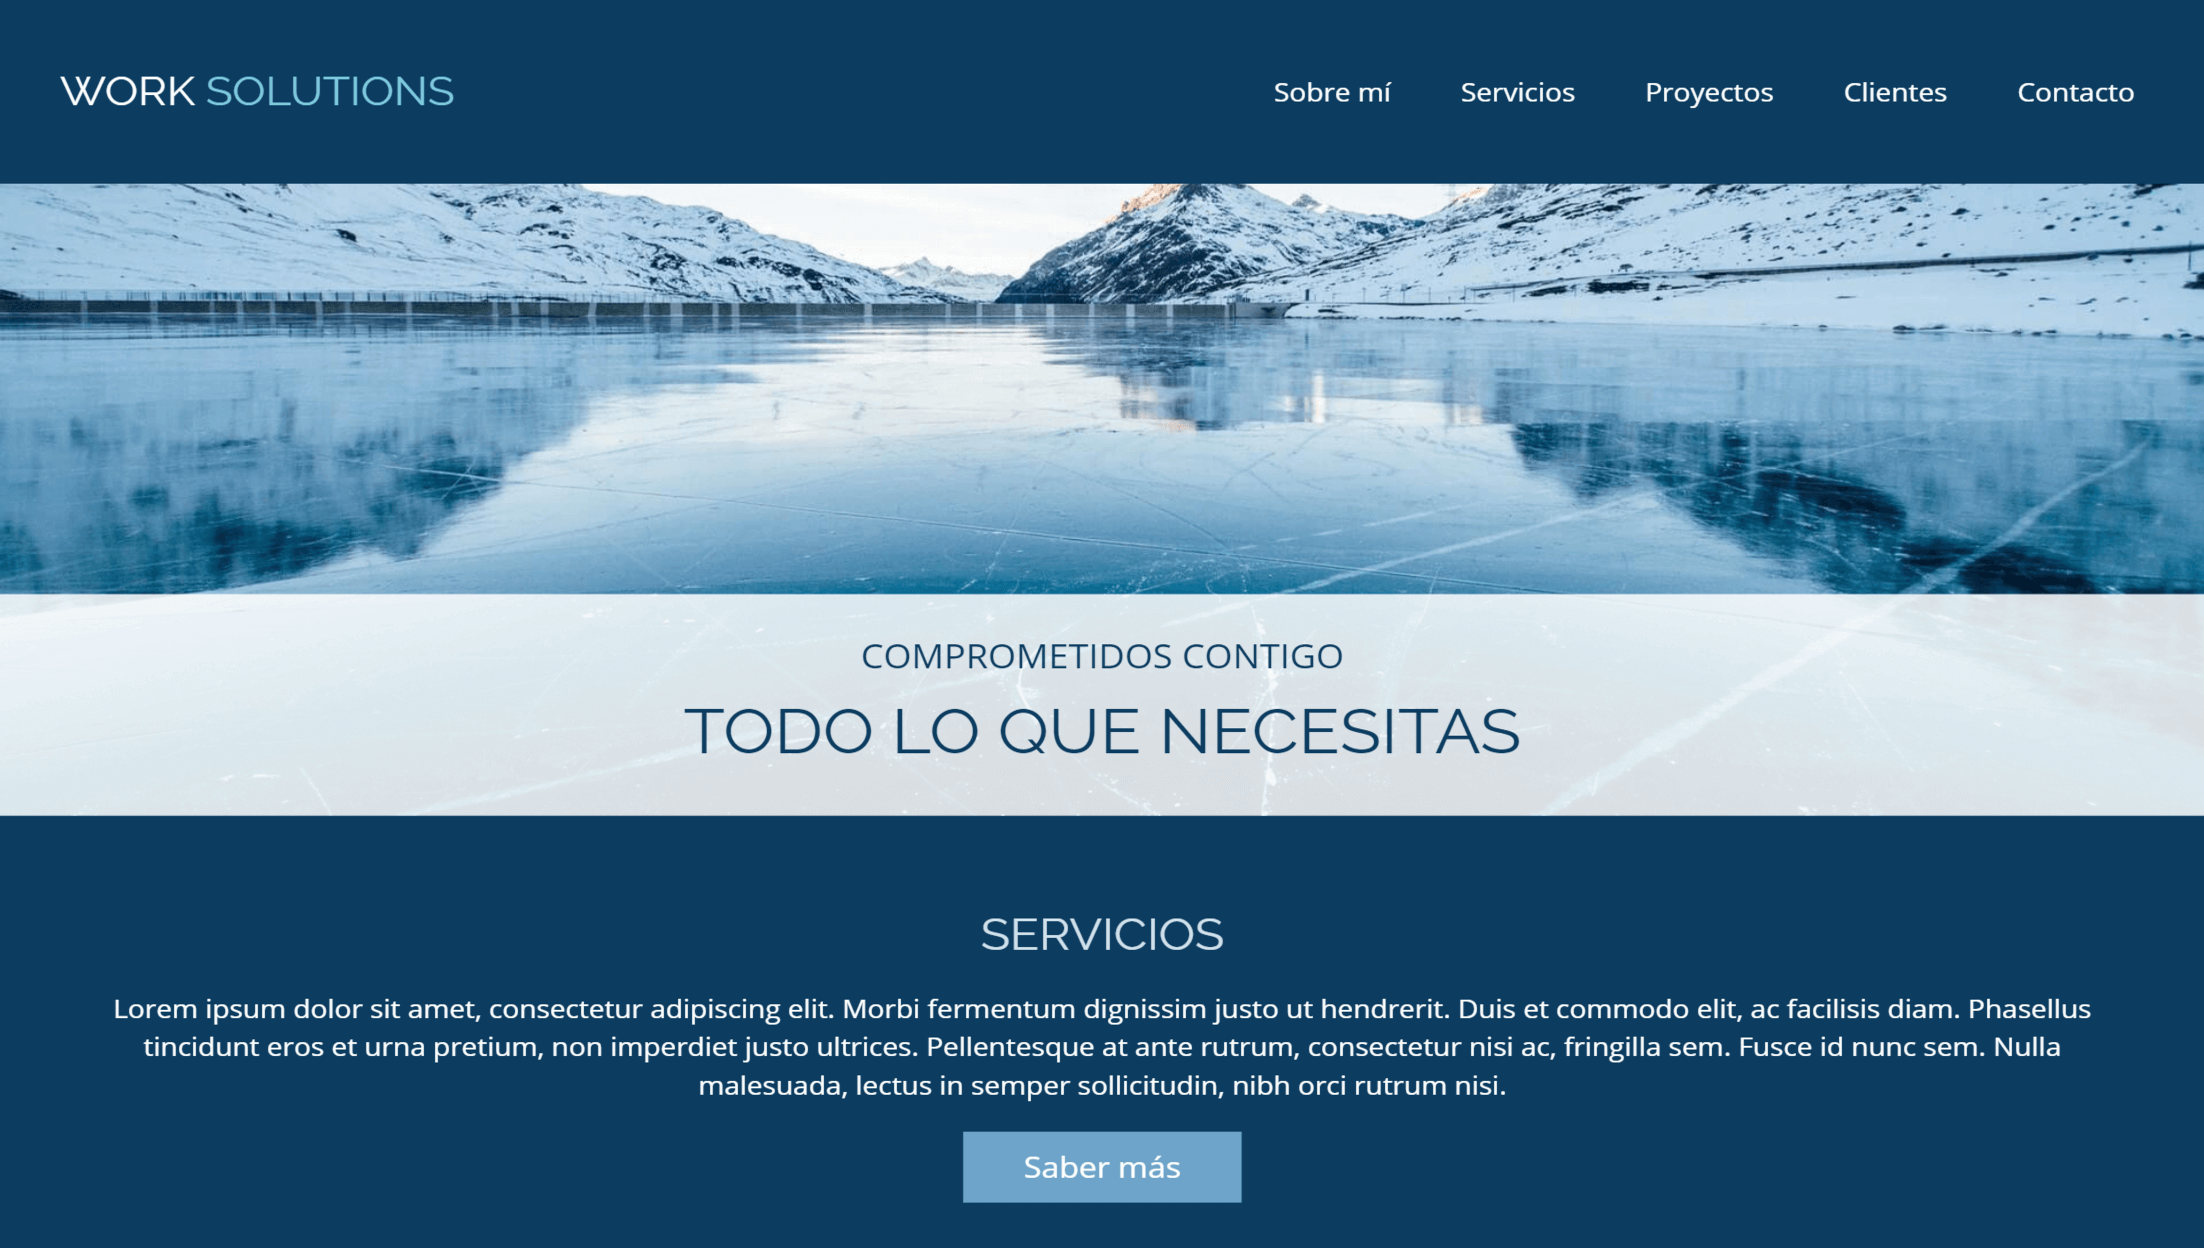 WORK SOLUTIONS
Sobre mí
Servicios
Proyectos
Clientes
Contacto
COMPROMETIDOS CONTIGO
TODO LO QUE NECESITAS
SERVICIOS
Lorem ipsum dolor sit amet, consectetur adipiscing elit. Morbi fermentum dignissim justo ut hendrerit. Duis et commodo elit, ac facilisis diam. Phasellus
tincidunt eros et urna pretium, non imperdiet justo ultrices. Pellentesque at ante rutrum, consectetur nisi ac, fringilla sem. Fusce id nunc sem. Nulla
malesuada, lectus in semper sollicitudin, nibh orci rutrum nisi.
Saber más